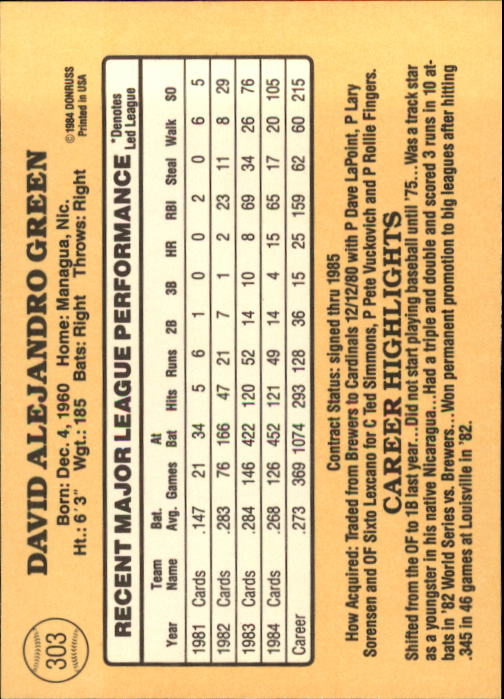 303
DAVID ALEJANDRO GREEN
Born: Dec. 4, 1960 Home: Managua, Nic.
Ht.: 6'3" Wgt.: 185 Bats: Right Throws: Right
© 1984 DONRUSS
Printed in USA
RECENT MAJOR LEAGUE PERFORMANCE *Denotes Led League
Year Team Name Bat. Avg. Games At Bat Hits Runs 2B 3B HR RBI Steal Walk SO
1981 Cards .147 21 34 5 6 1 0 0 2 0 6 5
1982 Cards .283 76 166 47 21 7 1 2 23 11 8 29
1983 Cards .284 146 422 120 52 14 10 8 69 34 26 76
1984 Cards .268 126 452 121 49 14 4 15 65 17 20 105
Career .273 369 1074 293 128 36 15 25 159 62 60 215
Contract Status: signed thru 1985
How Acquired: Traded from Brewers to Cardinals 12/12/80 with P Dave LaPoint, P Lary
Sorensen and OF Sixto Lexcano for C Ted Simmons, P Pete Vuckovich and P Rollie Fingers.
CAREER HIGHLIGHTS
Shifted from the OF to 1B last year...Did not start playing baseball until '75...Was a track star
as a youngster in his native Nicaragua...Had a triple and double and scored 3 runs in 10 at-
bats in '82 World Series vs. Brewers...Won permanent promotion to big leagues after hitting
.345 in 46 games at Louisville in '82.